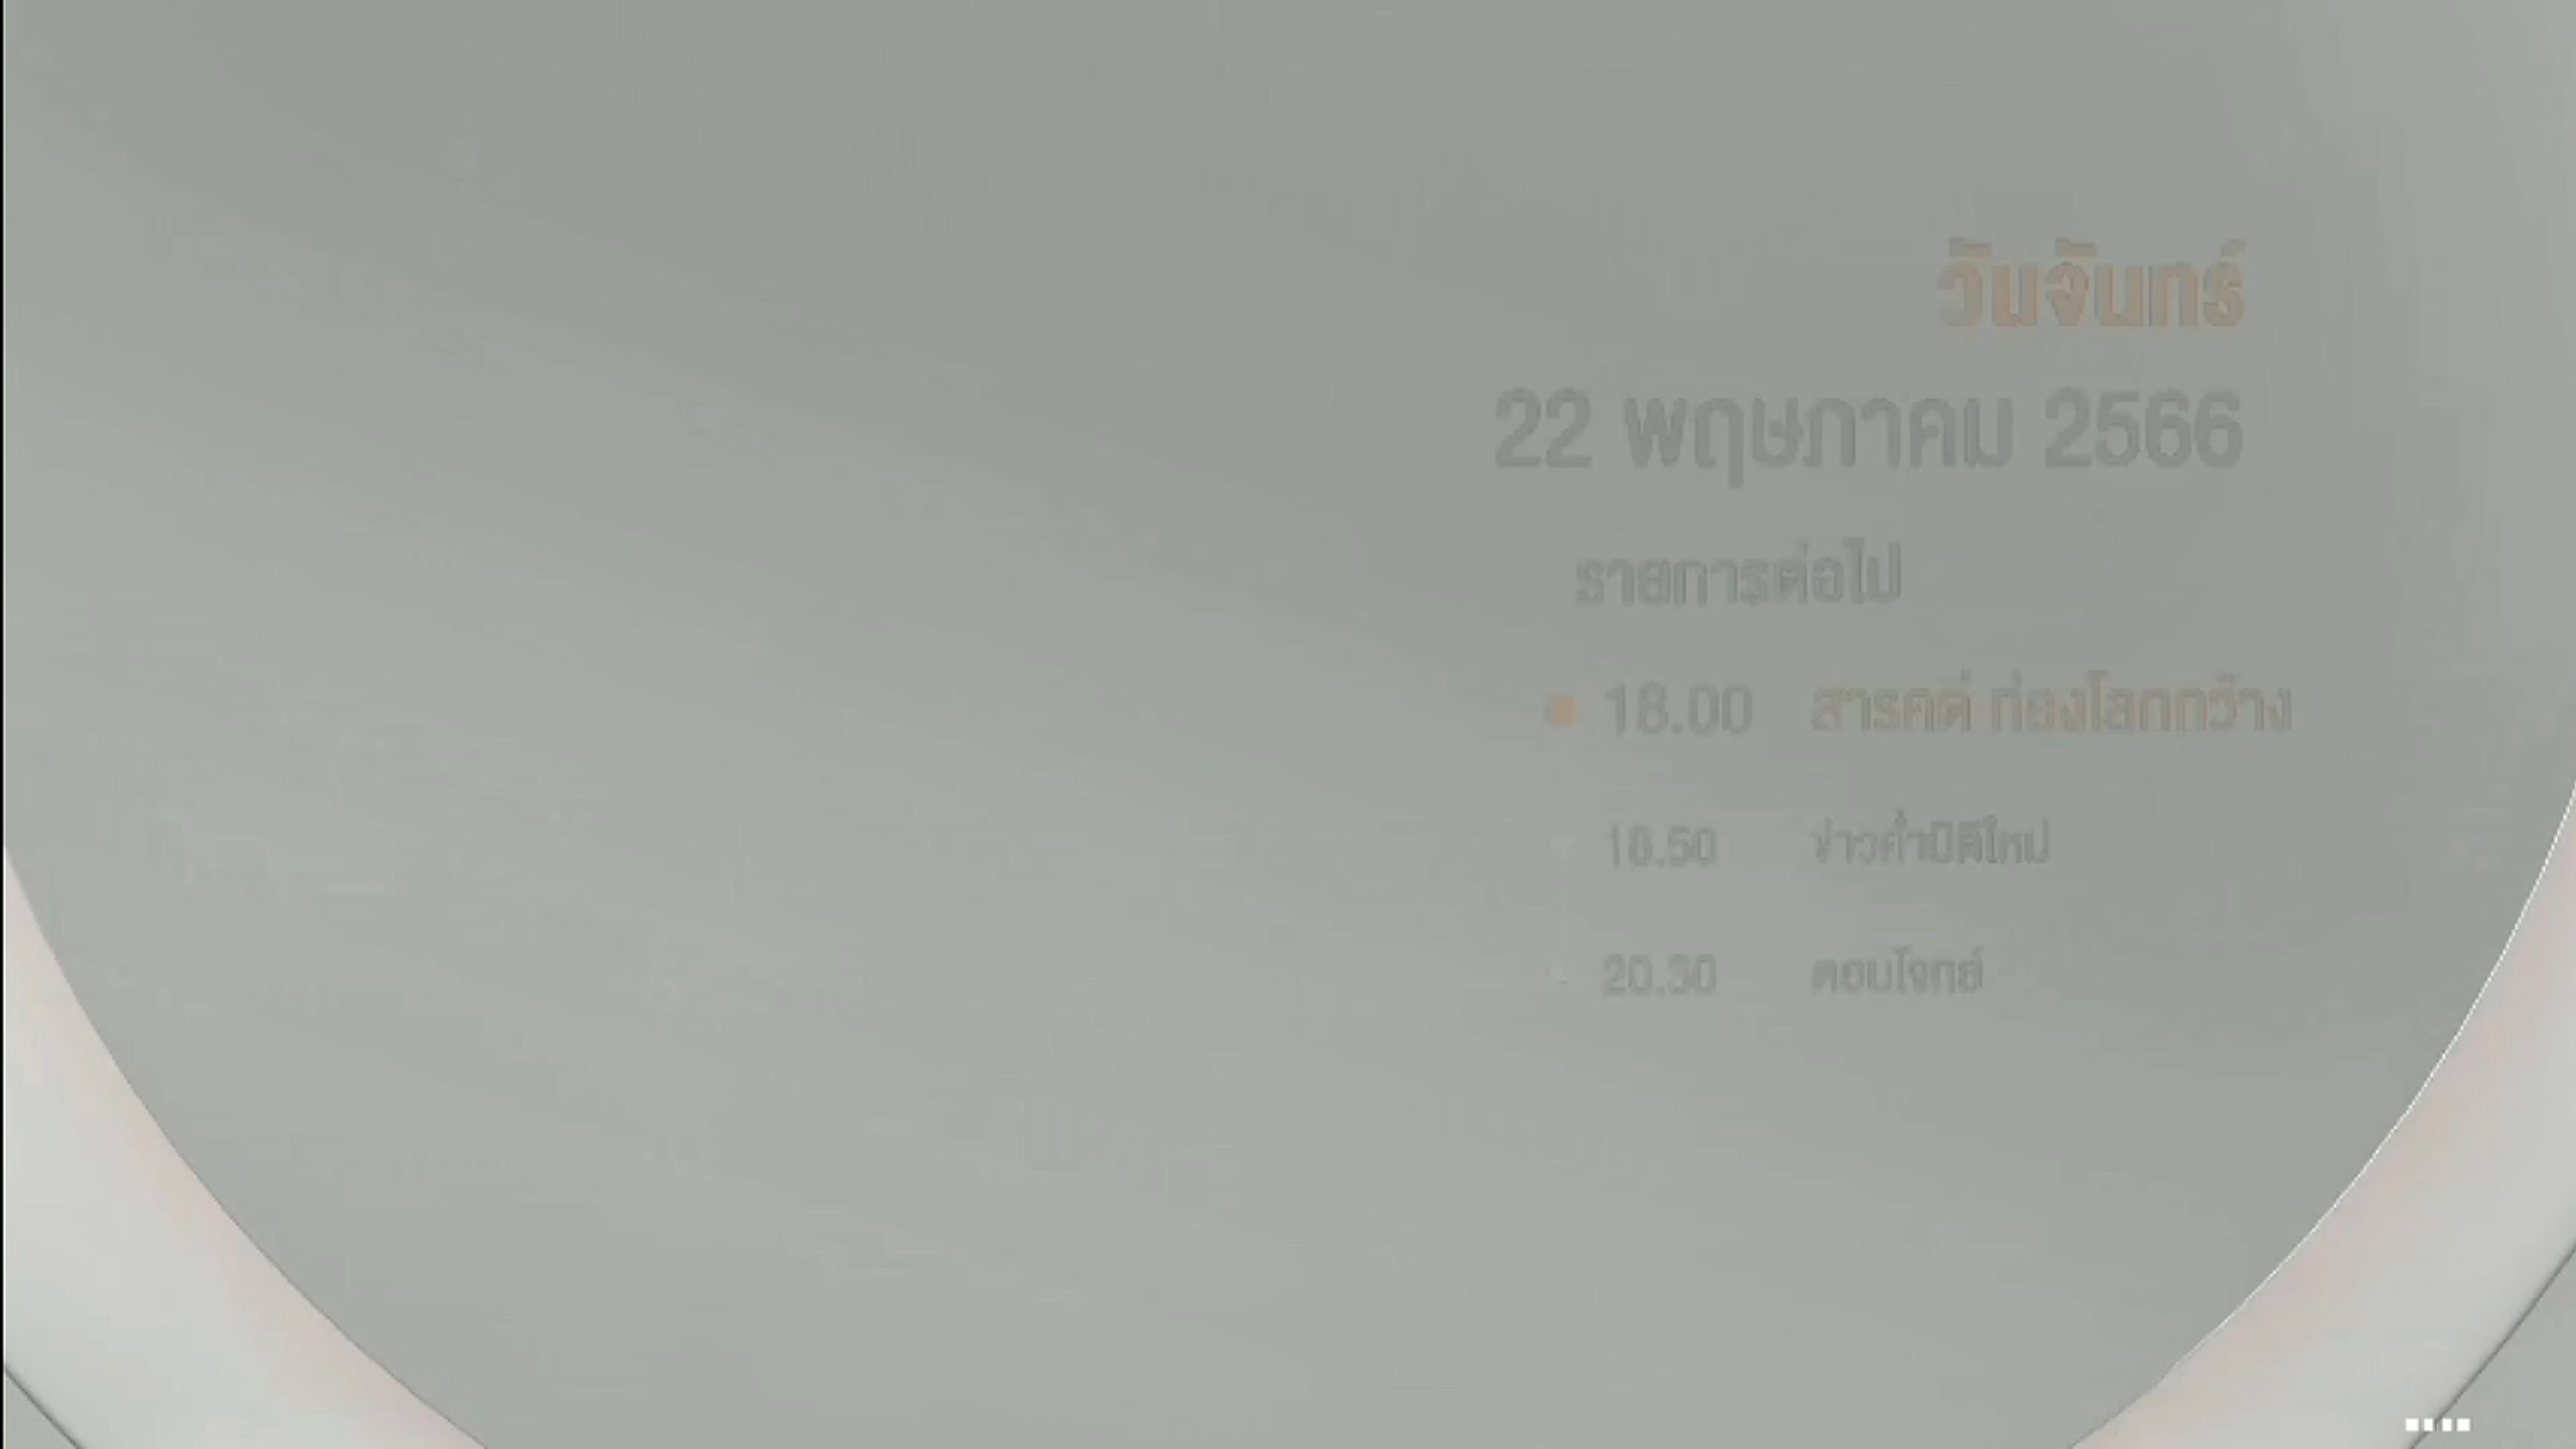 วันจันทร์
22 พฤษภาคม 2566
รายการต่อไป
18.00 สารคดี ท่องโลกกว้าง
18.50 ข่าวค่ำมิติใหม่
20.30 ตอบโจทย์